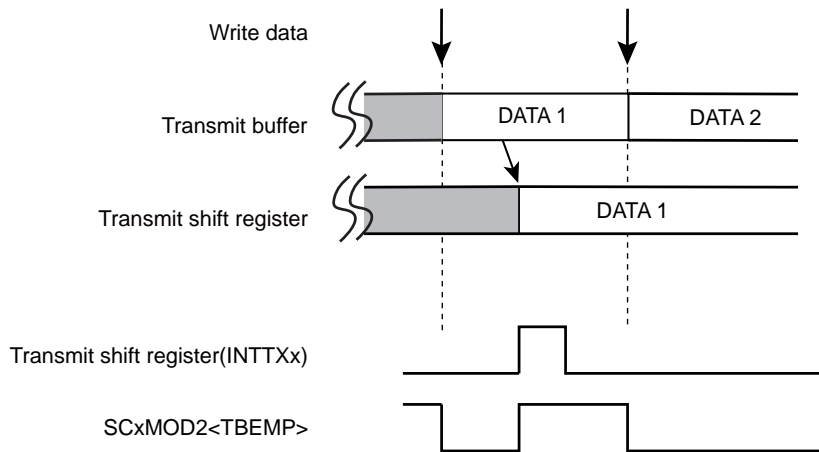 Write data
Transmit buffer
DATA 1
DATA 2
Transmit shift register
DATA 1
Transmit shift register(INTTXx)
SCxMOD2<TBEMP>